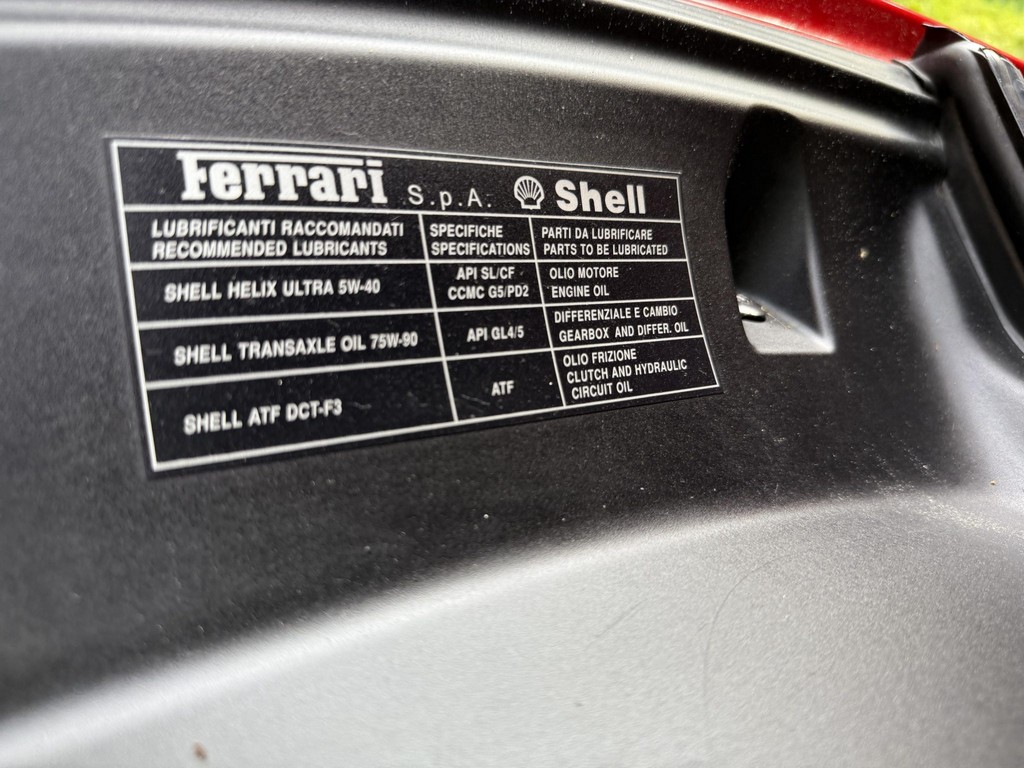 Ferrari S.p.A. Shell
LUBRIFICANTI RACCOMANDATI
RECOMMENDED LUBRICANTS
SPECIFICHE
SPECIFICATIONS
PARTI DA LUBRIFICARE
PARTS TO BE LUBRICATED
SHELL HELIX ULTRA 5W-40
API SL/CF
CCMC G5/PD2
OLIO MOTORE
ENGINE OIL
SHELL TRANSAXLE OIL 75W-90
API GL4/5
DIFFERENZIALE E CAMBIO
GEARBOX AND DIFFER. OIL
SHELL ATF DCT-F3
ATF
OLIO FRIZIONE
CLUTCH AND HYDRAULIC
CIRCUIT OIL